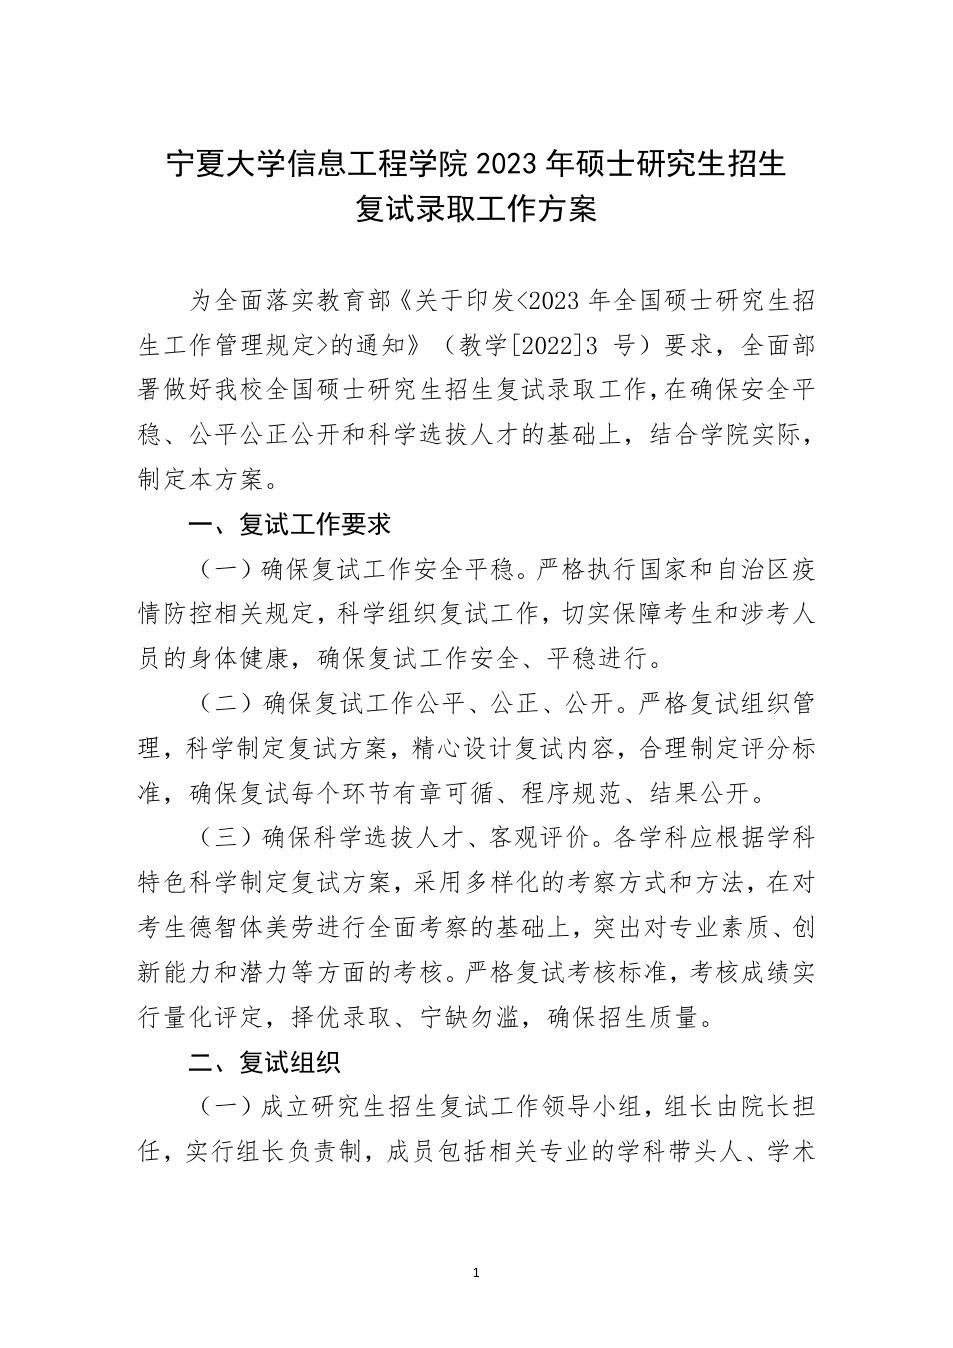 宁夏大学信息工程学院 2023 年硕士研究生招生
复试录取工作方案
为全面落实教育部《关于印发<2023 年全国硕士研究生招
生工作管理规定>的通知》（教学[2022]3 号）要求，全面部
署做好我校全国硕士研究生招生复试录取工作，在确保安全平
稳、公平公正公开和科学选拔人才的基础上，结合学院实际，
制定本方案。
一、复试工作要求
（一）确保复试工作安全平稳。严格执行国家和自治区疫
情防控相关规定，科学组织复试工作，切实保障考生和涉考人
员的身体健康，确保复试工作安全、平稳进行。
（二）确保复试工作公平、公正、公开。严格复试组织管
理，科学制定复试方案，精心设计复试内容，合理制定评分标
准，确保复试每个环节有章可循、程序规范、结果公开。
（三）确保科学选拔人才、客观评价。各学科应根据学科
特色科学制定复试方案，采用多样化的考察方式和方法，在对
考生德智体美劳进行全面考察的基础上，突出对专业素质、创
新能力和潜力等方面的考核。严格复试考核标准，考核成绩实
行量化评定，择优录取、宁缺勿滥，确保招生质量。
二、复试组织
（一）成立研究生招生复试工作领导小组，组长由院长担
任，实行组长负责制，成员包括相关专业的学科带头人、学术
1